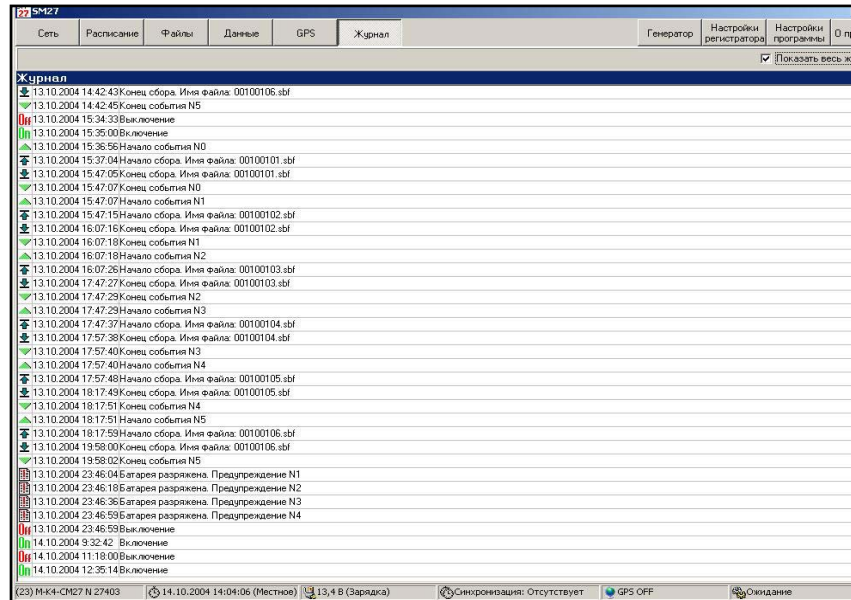 SM27
Сеть Расписание Файлы Данные GPS Журнал Генератор Настройки регистратора Настройки программы О
Показать весь
Журнал
13.10.2004 14:42:43 Конец сбора. Имя файла: 00100106.sbf
13.10.2004 14:42:45 Конец события N5
Off 13.10.2004 15:34:33 Выключение
On 13.10.2004 15:35:00 Включение
13.10.2004 15:36:56 Начало события N0
13.10.2004 15:37:04 Начало сбора. Имя файла: 00100101.sbf
13.10.2004 15:47:05 Конец сбора. Имя файла: 00100101.sbf
13.10.2004 15:47:07 Конец события N0
13.10.2004 15:47:07 Начало события N1
13.10.2004 15:47:15 Начало сбора. Имя файла: 00100102.sbf
13.10.2004 16:07:16 Конец сбора. Имя файла: 00100102.sbf
13.10.2004 16:07:18 Конец события N1
13.10.2004 16:07:18 Начало события N2
13.10.2004 16:07:26 Начало сбора. Имя файла: 00100103.sbf
13.10.2004 17:47:27 Конец сбора. Имя файла: 00100103.sbf
13.10.2004 17:47:29 Конец события N2
13.10.2004 17:47:29 Начало события N3
13.10.2004 17:47:37 Начало сбора. Имя файла: 00100104.sbf
13.10.2004 17:57:38 Конец сбора. Имя файла: 00100104.sbf
13.10.2004 17:57:40 Конец события N3
13.10.2004 17:57:40 Начало события N4
13.10.2004 17:57:48 Начало сбора. Имя файла: 00100105.sbf
13.10.2004 18:17:49 Конец сбора. Имя файла: 00100105.sbf
13.10.2004 18:17:51 Конец события N4
13.10.2004 18:17:51 Начало события N5
13.10.2004 18:17:59 Начало сбора. Имя файла: 00100106.sbf
13.10.2004 19:58:00 Конец сбора. Имя файла: 00100106.sbf
13.10.2004 19:58:02 Конец события N5
13.10.2004 23:46:04 Батарея разряжена. Предупреждение N1
13.10.2004 23:46:18 Батарея разряжена. Предупреждение N2
13.10.2004 23:46:36 Батарея разряжена. Предупреждение N3
13.10.2004 23:46:59 Батарея разряжена. Предупреждение N4
Off 13.10.2004 23:46:59 Выключение
On 14.10.2004 9:32:42 Включение
Off 14.10.2004 11:18:00 Выключение
On 14.10.2004 12:35:14 Включение
(23) М-К4-СМ27 N 27403 14.10.2004 14:04:06 (Местное) 13,4 В (Зарядка) Синхронизация: Отсутствует GPS OFF Ожидание